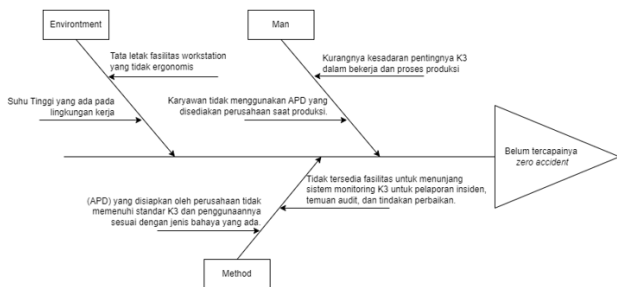 Environtment
Man
Tata letak fasilitas workstation
yang tidak ergonomis
Kurangnya kesadaran pentingnya K3
dalam bekerja dan proses produksi
Suhu Tinggi yang ada pada
lingkungan kerja
Karyawan tidak menggunakan APD yang
disediakan perusahaan saat produksi.
Belum tercapainya
zero accident
Tidak tersedia fasilitas untuk menunjang
sistem monitoring K3 untuk pelaporan insiden,
temuan audit, dan tindakan perbaikan.
(APD) yang disiapkan oleh perusahaan tidak
memenuhi standar K3 dan penggunaannya
sesuai dengan jenis bahaya yang ada.
Method